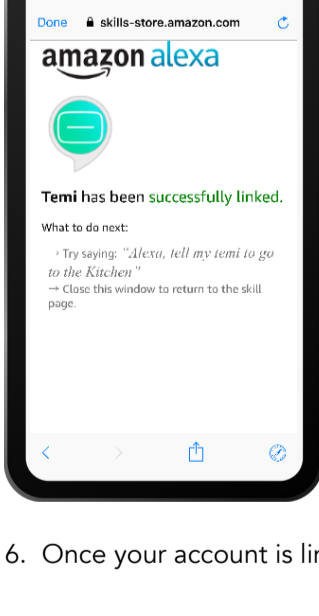 Done skills-store.amazon.com
amazon alexa
Temi has been successfully linked.
What to do next:
› Try saying: "Alexa, tell my temi to go
to the Kitchen"
→ Close this window to return to the skill
page.
6. Once your account is lin